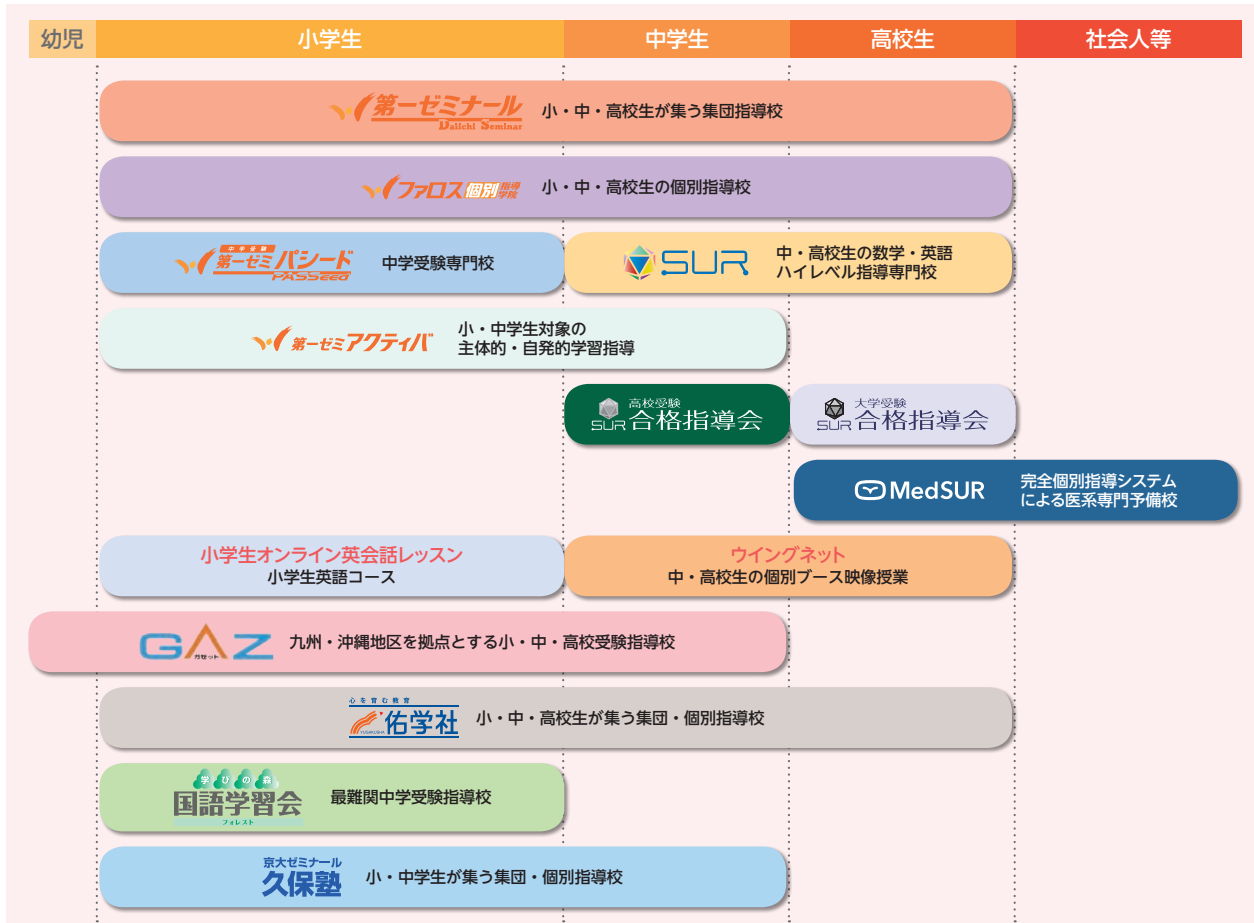 幼児 小学生 中学生 高校生 社会人等
第一ゼミナール
Daiichi Seminar
小・中・高校生が集う集団指導校
ファロス個別指導学院
小・中・高校生の個別指導校
中学受験
第一ゼミパシード
PASSeed
中学受験専門校
SUR
中・高校生の数学・英語
ハイレベル指導専門校
第一ゼミアクティバ
小・中学生対象の
主体的・自発的学習指導
高校受験
SUR 合格指導会
大学受験
SUR 合格指導会
MedSUR
完全個別指導システム
による医系専門予備校
小学生オンライン英会話レッスン
小学生英語コース
ウイングネット
中・高校生の個別ブース映像授業
GAZ
ガゼット
九州・沖縄地区を拠点とする小・中・高校受験指導校
心を育む教育
佑学社
YUGAKUSHA
小・中・高校生が集う集団・個別指導校
学びの森
国語学習会
フォレスト
最難関中学受験指導校
京大ゼミナール
久保塾
小・中学生が集う集団・個別指導校